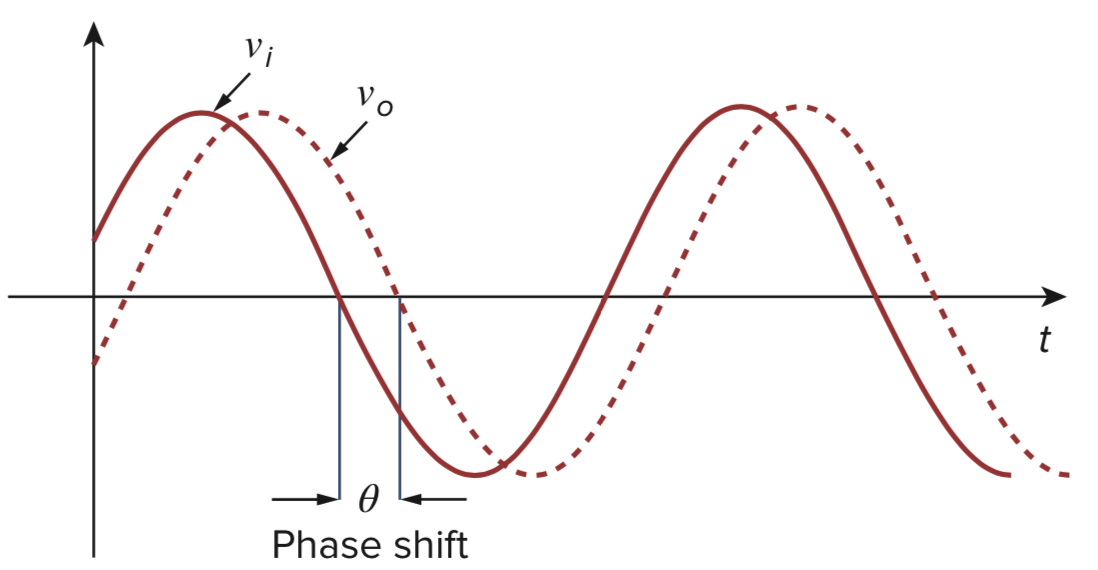 v_i
v_o
t
θ
Phase shift